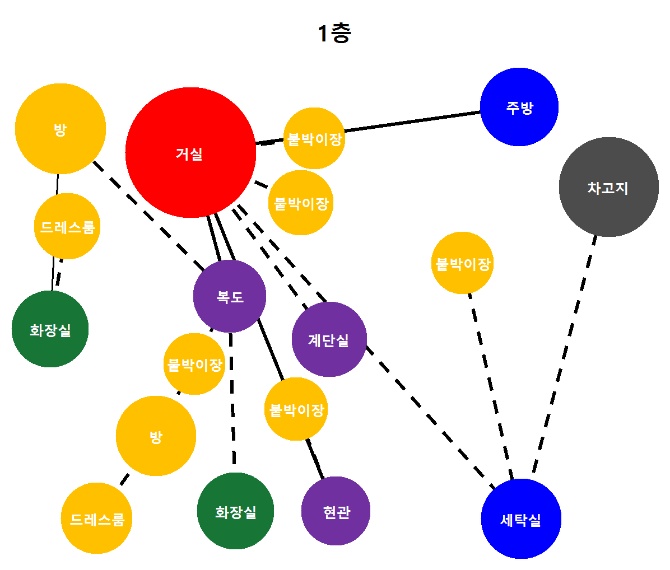 1층
방
거실
붙박이장
주방
차고지
붙박이장
드레스룸
붙박이장
복도
화장실
계단실
붙박이장
붙박이장
방
드레스룸
화장실
현관
세탁실